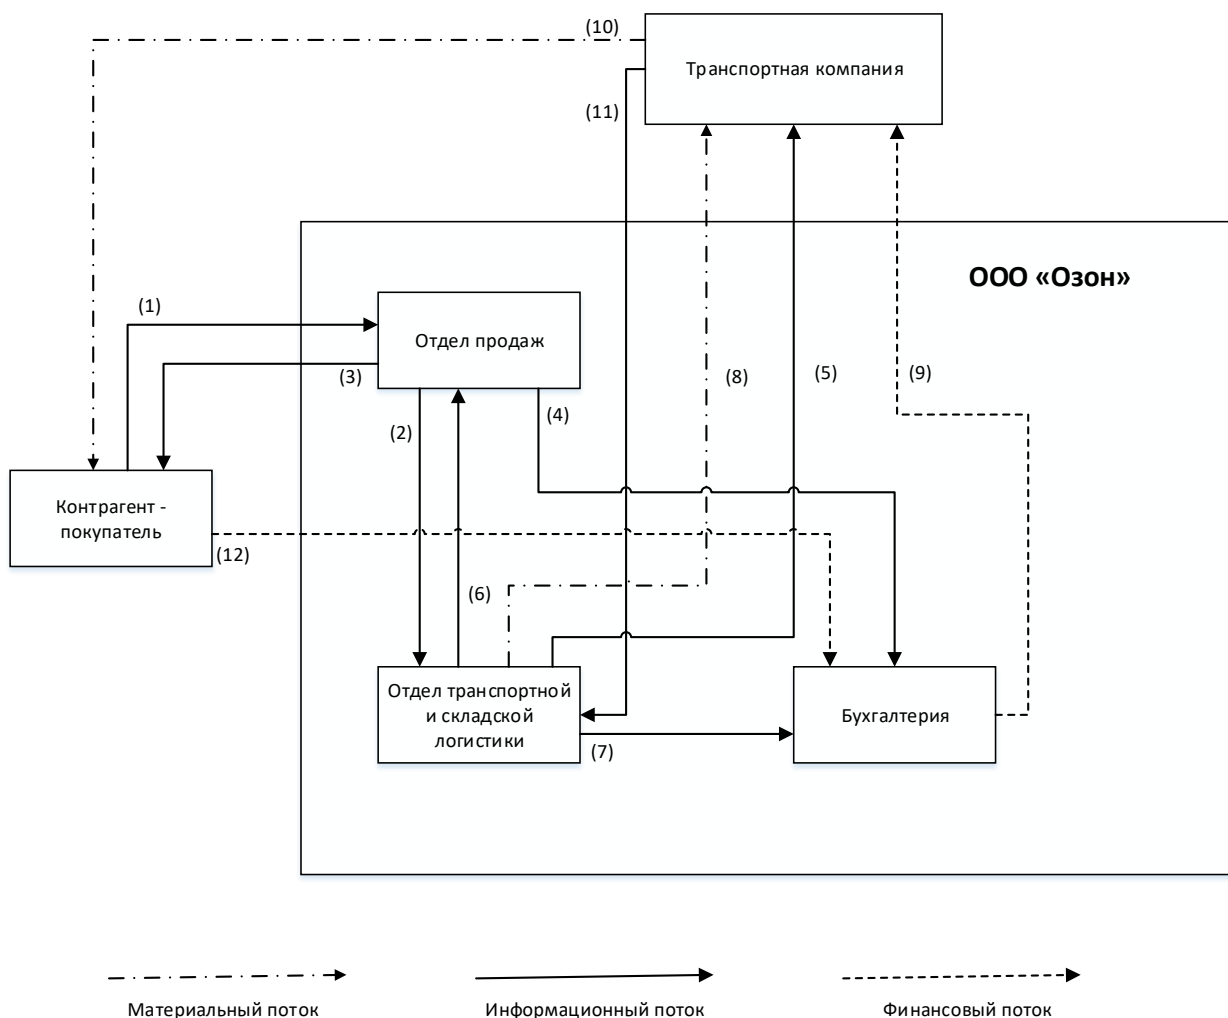 (10)
Транспортная компания
(11)
ООО «Озон»
(1)
Отдел продаж
(3)
(8)
(5)
(9)
(2)
(4)
Контрагент -
покупатель
(12)
(6)
Отдел транспортной
и складской
логистики
Бухгалтерия
(7)
Материальный поток
Информационный поток
Финансовый поток